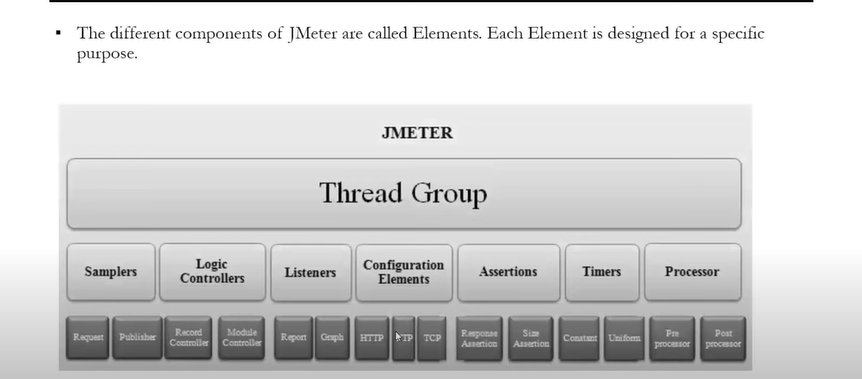 The different components of JMeter are called Elements. Each Element is designed for a specific
purpose.
JMETER
Thread Group
Samplers
Logic
Controllers
Listeners
Configuration
Elements
Assertions
Timers
Processor
Request
Publisher
Record
Controller
Module
Controller
Report
Graph
HTTP
TCP
Response
Assertion
Size
Assertion
Constant
Uniform
Pre
processor
Post
processor